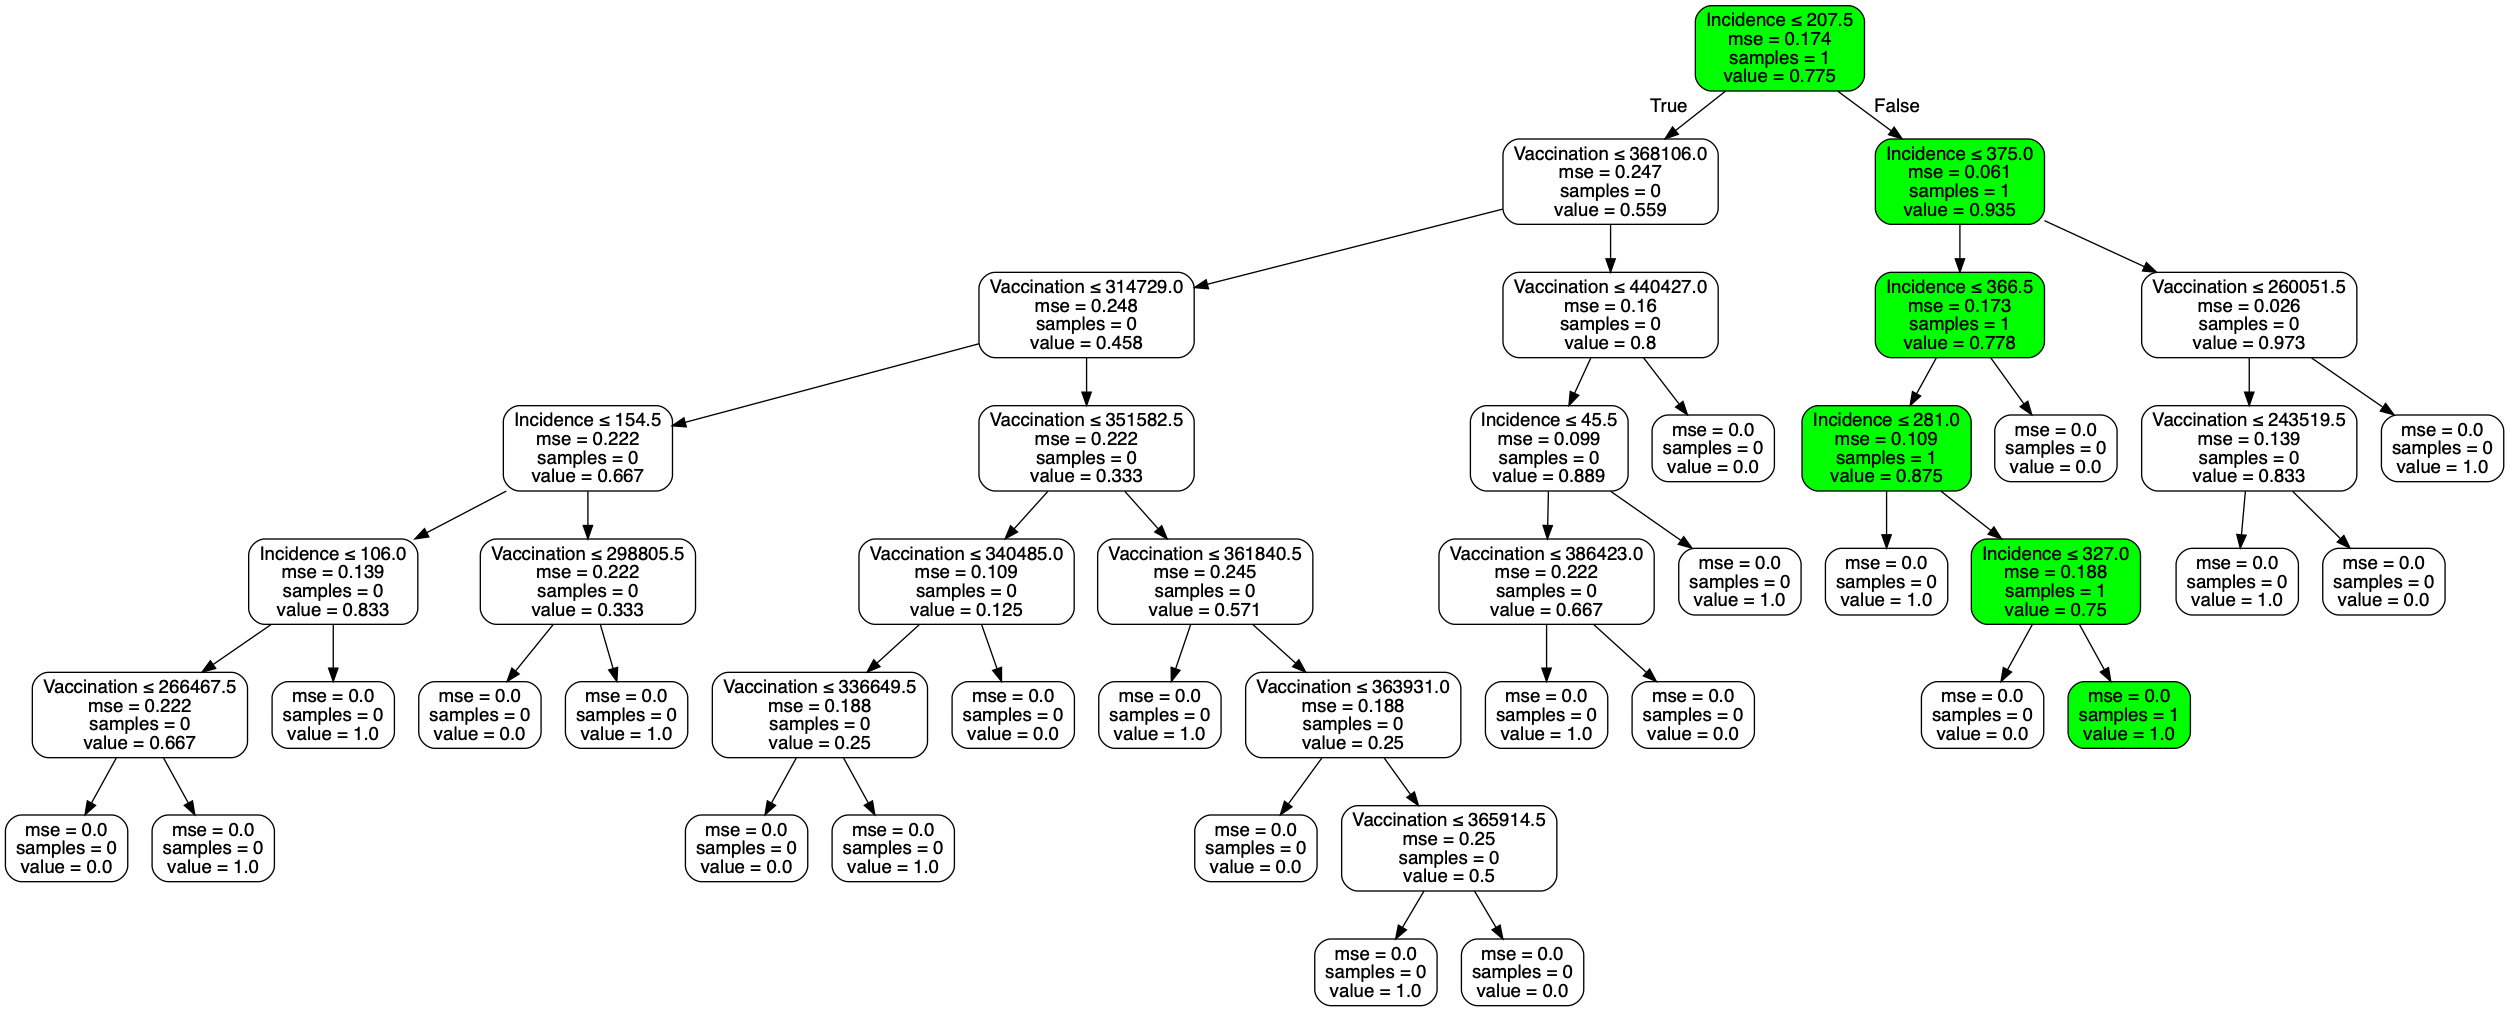 Incidence ≤ 207.5
mse = 0.174
samples = 1
value = 0.775
True
False
Vaccination ≤ 368106.0
mse = 0.247
samples = 0
value = 0.559
Incidence ≤ 375.0
mse = 0.061
samples = 1
value = 0.935
Vaccination ≤ 314729.0
mse = 0.248
samples = 0
value = 0.458
Vaccination ≤ 440427.0
mse = 0.16
samples = 0
value = 0.8
Incidence ≤ 366.5
mse = 0.173
samples = 1
value = 0.778
Vaccination ≤ 260051.5
mse = 0.026
samples = 0
value = 0.973
Incidence ≤ 154.5
mse = 0.222
samples = 0
value = 0.667
Vaccination ≤ 351582.5
mse = 0.222
samples = 0
value = 0.333
Incidence ≤ 45.5
mse = 0.099
samples = 0
value = 0.889
mse = 0.0
samples = 0
value = 0.0
Incidence ≤ 281.0
mse = 0.109
samples = 1
value = 0.875
mse = 0.0
samples = 0
value = 0.0
Vaccination ≤ 243519.5
mse = 0.139
samples = 0
value = 0.833
mse = 0.0
samples = 0
value = 1.0
Incidence ≤ 106.0
mse = 0.139
samples = 0
value = 0.833
Vaccination ≤ 298805.5
mse = 0.222
samples = 0
value = 0.333
Vaccination ≤ 340485.0
mse = 0.109
samples = 0
value = 0.125
Vaccination ≤ 361840.5
mse = 0.245
samples = 0
value = 0.571
Vaccination ≤ 386423.0
mse = 0.222
samples = 0
value = 0.667
mse = 0.0
samples = 0
value = 1.0
mse = 0.0
samples = 0
value = 1.0
Incidence ≤ 327.0
mse = 0.188
samples = 1
value = 0.75
mse = 0.0
samples = 0
value = 1.0
mse = 0.0
samples = 0
value = 0.0
Vaccination ≤ 266467.5
mse = 0.222
samples = 0
value = 0.667
mse = 0.0
samples = 0
value = 1.0
mse = 0.0
samples = 0
value = 0.0
mse = 0.0
samples = 0
value = 1.0
Vaccination ≤ 336649.5
mse = 0.188
samples = 0
value = 0.25
mse = 0.0
samples = 0
value = 0.0
mse = 0.0
samples = 0
value = 1.0
Vaccination ≤ 363931.0
mse = 0.188
samples = 0
value = 0.25
mse = 0.0
samples = 0
value = 1.0
mse = 0.0
samples = 0
value = 0.0
mse = 0.0
samples = 0
value = 0.0
mse = 0.0
samples = 1
value = 1.0
mse = 0.0
samples = 0
value = 0.0
mse = 0.0
samples = 0
value = 1.0
mse = 0.0
samples = 0
value = 0.0
mse = 0.0
samples = 0
value = 1.0
mse = 0.0
samples = 0
value = 0.0
Vaccination ≤ 365914.5
mse = 0.25
samples = 0
value = 0.5
mse = 0.0
samples = 0
value = 1.0
mse = 0.0
samples = 0
value = 0.0